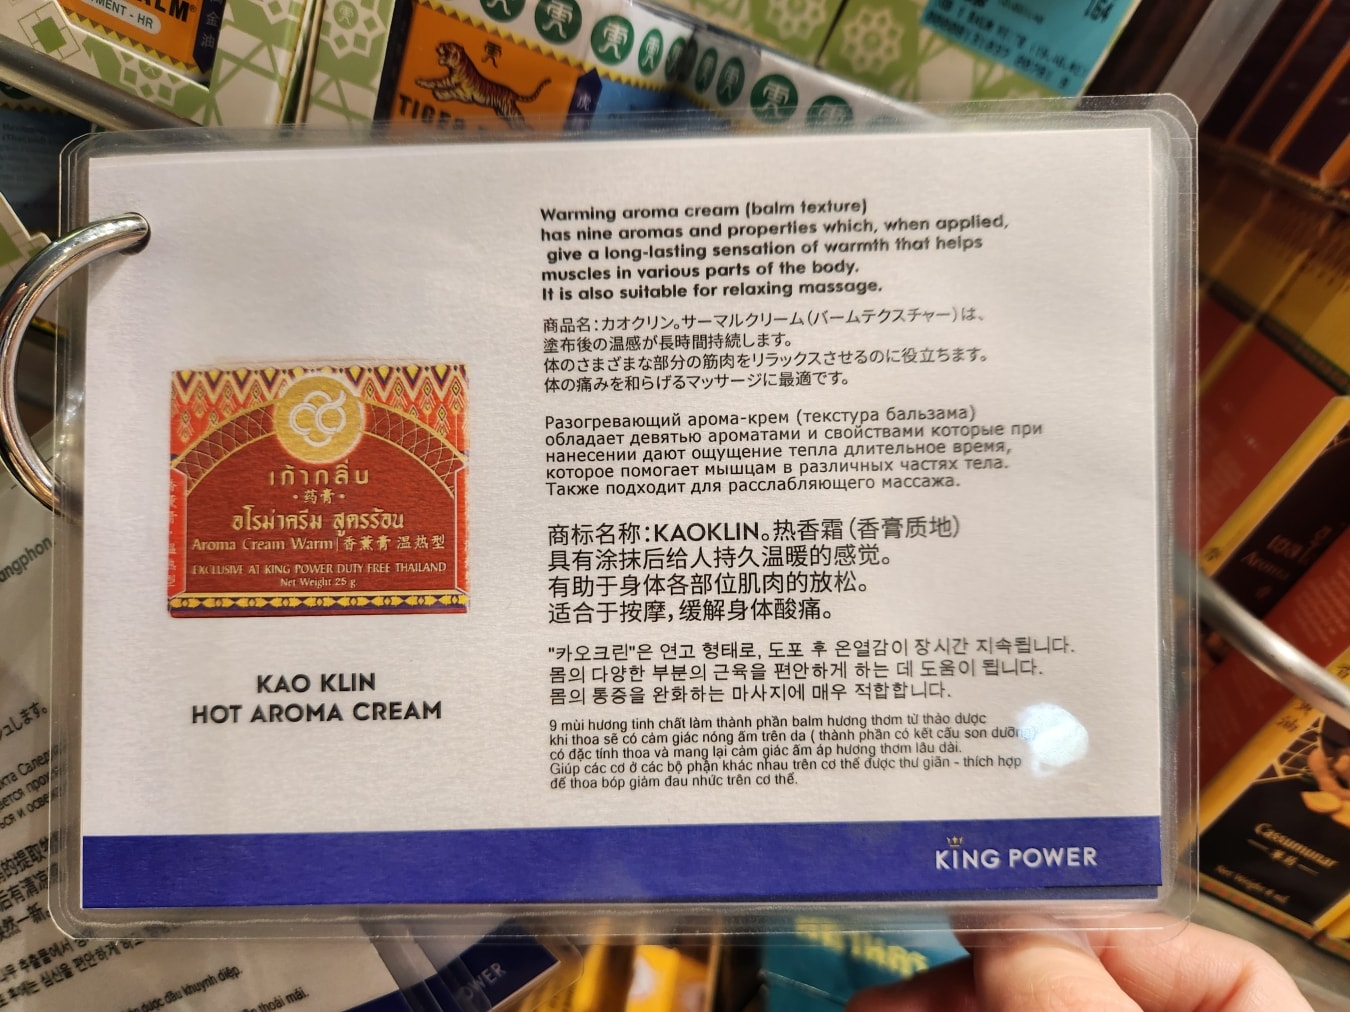 TMENT - HR
TIGER
Warming aroma cream (balm texture)
has nine aromas and properties which, when applied,
give a long-lasting sensation of warmth that helps
muscles in various parts of the body.
It is also suitable for relaxing massage.
商品名：カオクリン。サーマルクリーム（バームテクスチャー）は、
塗布後の温感が長時間持続します。
体のさまざまな部分の筋肉をリラックスさせるのに役立ちます。
体の痛みを和らげるマッサージに最適です。
Разогревающий арома-крем (текстура бальзама)
обладает девятью ароматами и свойствами которые при
нанесении дают ощущение тепла длительное время,
которое помогает мышцам в различных частях тела.
Также подходит для расслабляющего массажа.
商标名称：KAOKLIN。热香霜（香膏质地）
具有涂抹后给人持久温暖的感觉。
有助于身体各部位肌肉的放松。
适合于按摩，缓解身体酸痛。
"카오크린"은 연고 형태로, 도포 후 온열감이 장시간 지속됩니다.
몸의 다양한 부분의 근육을 편안하게 하는 데 도움이 됩니다.
몸의 통증을 완화하는 마사지에 매우 적합합니다.
9 mùi hương tinh chất làm thành phần balm hương thơm từ thảo dược
khi thoa sẽ có cảm giác nóng ấm trên da ( thành phần có kết cấu son dưỡng
có đặc tính thoa và mang lại cảm giác ấm áp hương thơm lâu dài.
Giúp các cơ ở các bộ phận khác nhau trên cơ thể được thư giãn - thích hợp
để thoa bóp giảm đau nhức trên cơ thể.
เก้ากลิ่น
药膏
อโรม่าครีม สูตรร้อน
Aroma Cream Warm | 香薰膏 温热型
EXCLUSIVE AT KING POWER DUTY FREE THAILAND
Net Weight 25 g
KAO KLIN
HOT AROMA CREAM
KING POWER
Cassumunar